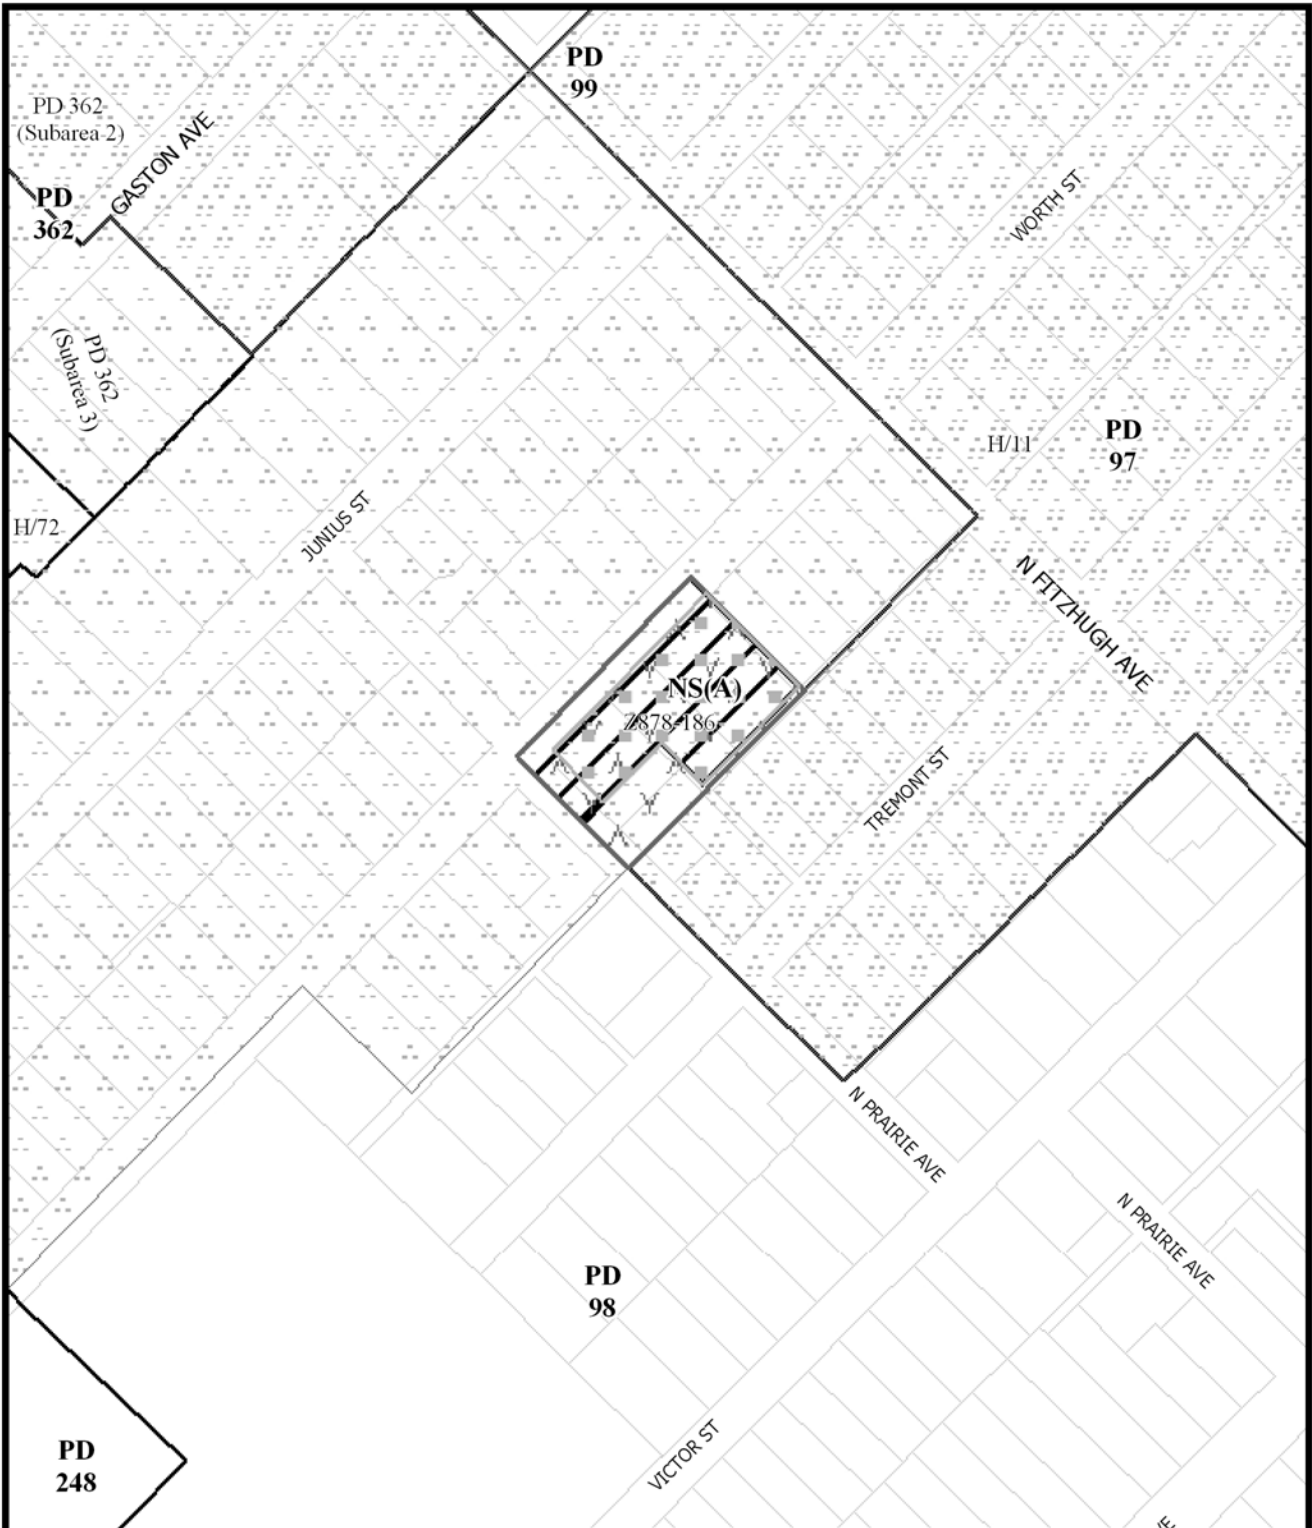 PD
99
PD 362
(Subarea 2)
GASTON AVE
PD
362
WORTH ST
PD 362
(Subarea 3)
H/11
PD
97
H/72
JUNIUS ST
N FITZHUGH AVE
NS(A)
Z878-186
TREMONT ST
N PRAIRIE AVE
N PRAIRIE AVE
PD
98
VICTOR ST
PD
248